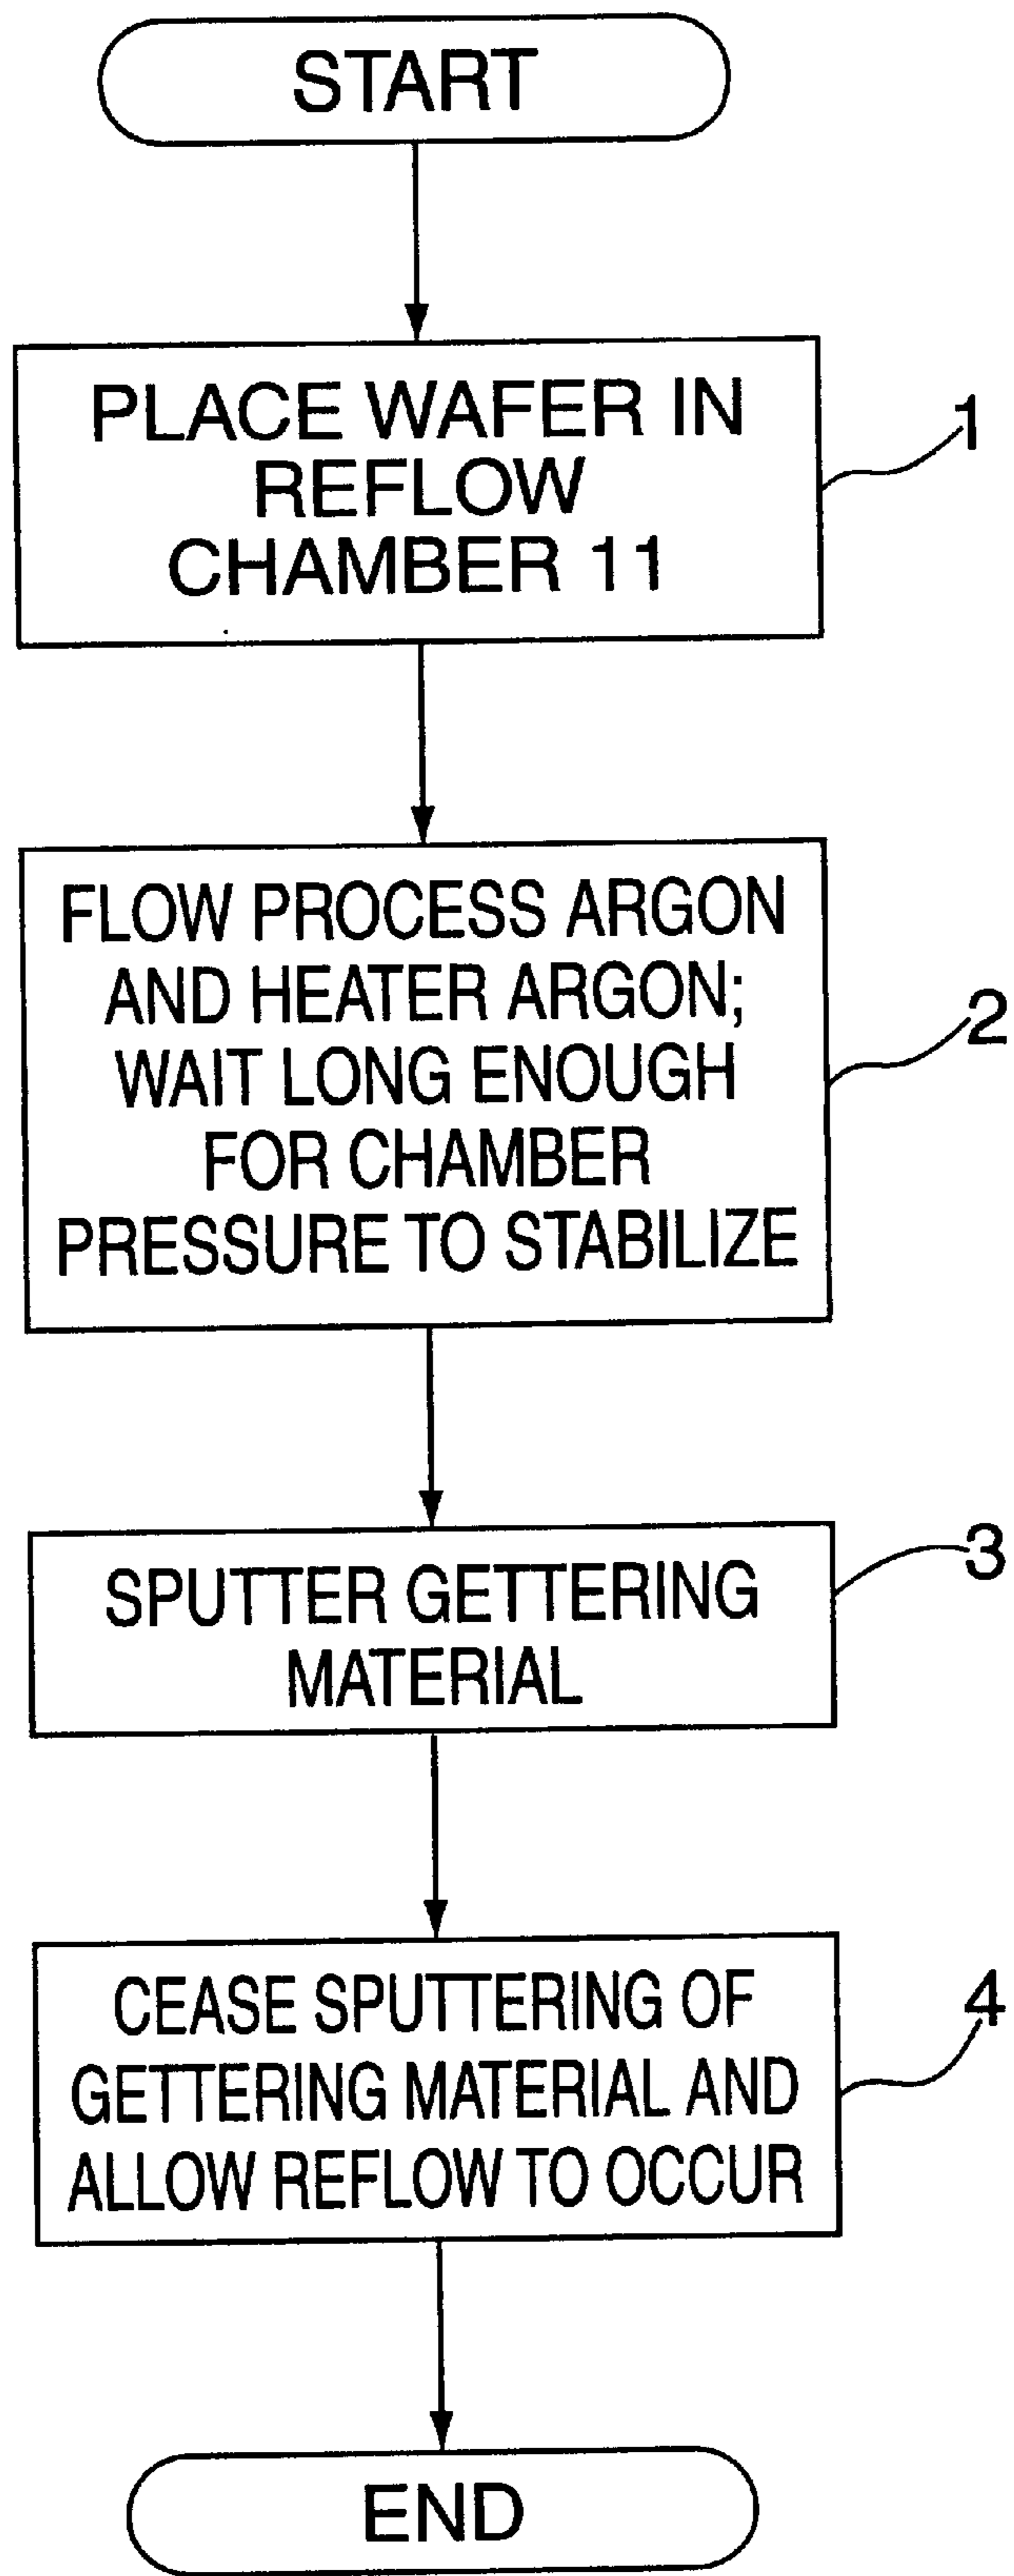 START
PLACE WAFER IN
REFLOW
CHAMBER 11
1
FLOW PROCESS ARGON
AND HEATER ARGON;
WAIT LONG ENOUGH
FOR CHAMBER
PRESSURE TO STABILIZE
2
SPUTTER GETTERING
MATERIAL
3
CEASE SPUTTERING OF
GETTERING MATERIAL AND
ALLOW REFLOW TO OCCUR
4
END